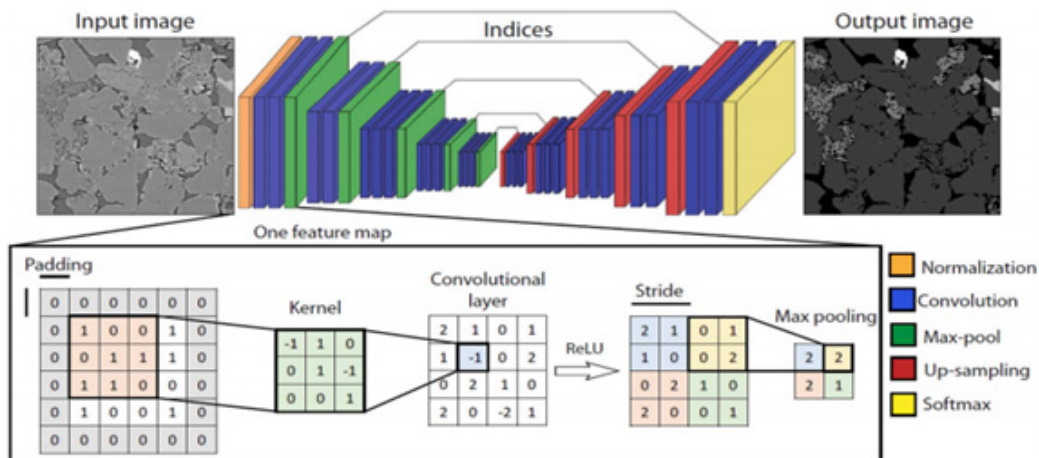 Input image
Indices
Output image
One feature map
Padding
0 0 0 0 0 0
0 1 0 0 1 0
0 0 1 1 0 0
0 1 1 0 0 0
0 1 0 0 1 0
0 0 0 0 0 0
Kernel
-1 1 0
0 1 -1
0 0 1
Convolutional
layer
2 1 0 1
1 -1 0 2
0 2 1 0
2 0 -2 1
ReLU
Stride
2 1 0 1
1 0 0 2
0 2 1 0
2 0 0 1
Max pooling
2 2
2 1
Normalization
Convolution
Max-pool
Up-sampling
Softmax